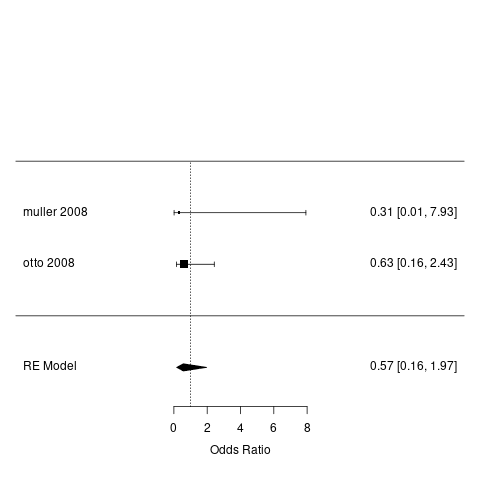 muller 2008 0.31 [0.01, 7.93]
otto 2008 0.63 [0.16, 2.43]
RE Model 0.57 [0.16, 1.97]
0 2 4 6 8
Odds Ratio